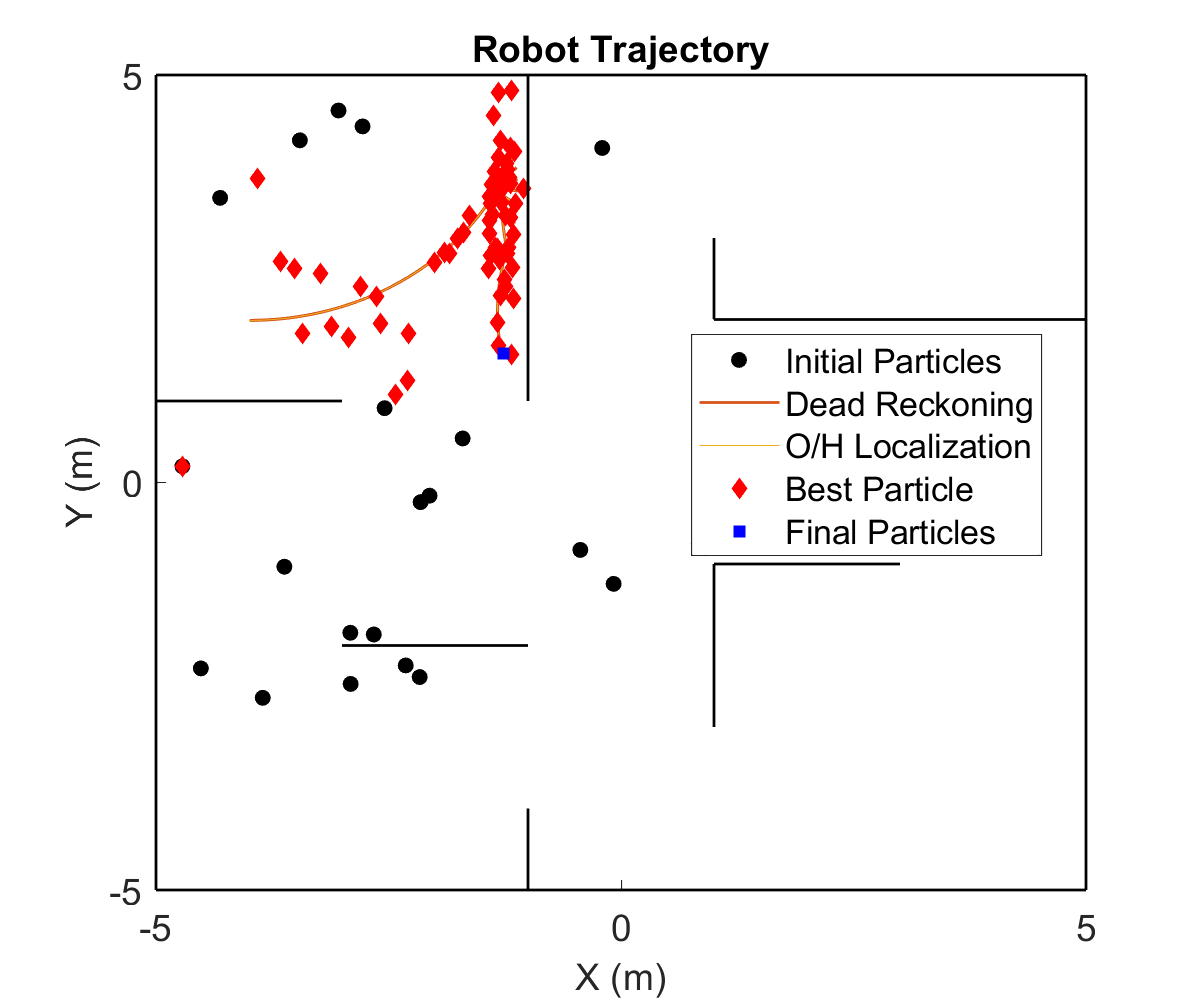 Robot Trajectory
5
Y (m)
0
-5
-5
0
5
X (m)
Initial Particles
Dead Reckoning
O/H Localization
Best Particle
Final Particles